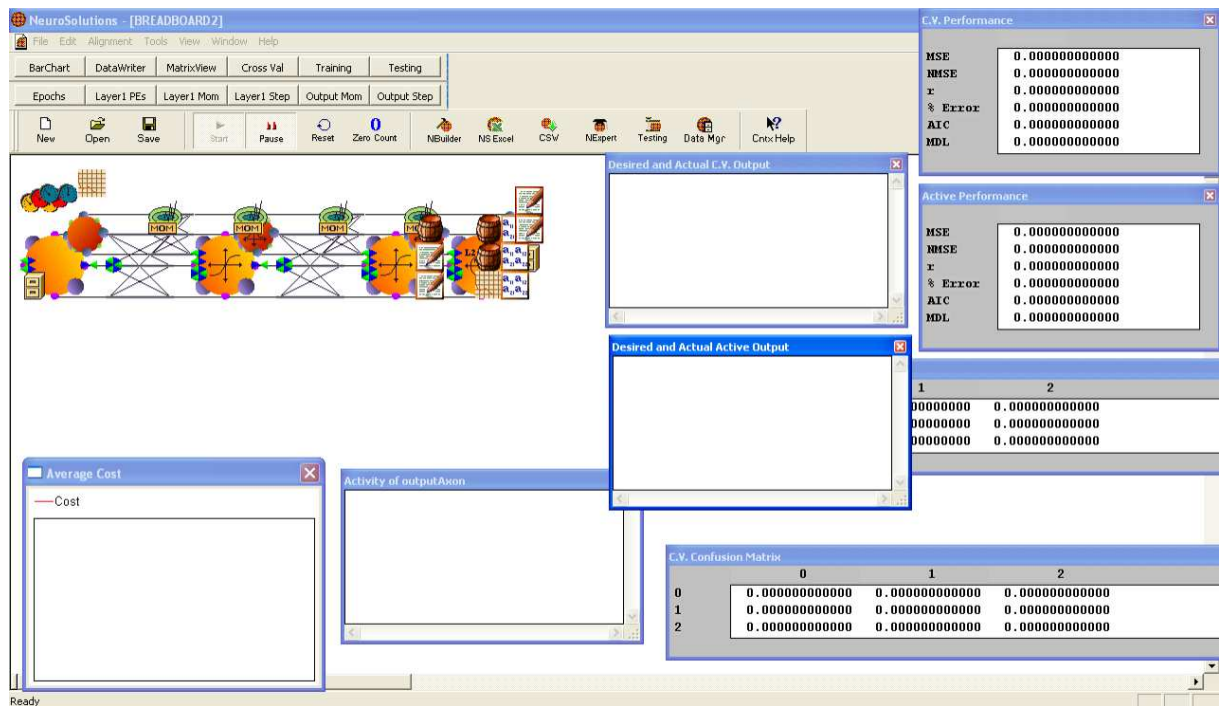 NeuroSolutions - [BREADBOARD2]
File Edit Alignment Tools View Window Help
BarChart DataWriter MatrixView Cross Val Training Testing
Epochs Layer1 PEs Layer1 Mom Layer1 Step Output Mom Output Step
New Open Save Start Pause Reset Zero Count NBuilder NS Excel CSW NExpert Testing Data Mgr Cntx Help
C.V. Performance
MSE 0.000000000000
NMSE 0.000000000000
r 0.000000000000
% Error 0.000000000000
AIC 0.000000000000
MDL 0.000000000000
Desired and Actual C.V. Output
Active Performance
MSE 0.000000000000
NMSE 0.000000000000
r 0.000000000000
% Error 0.000000000000
AIC 0.000000000000
MDL 0.000000000000
MOM MOM MOM
L2
Desired and Actual Active Output
1 2
00000000 0.000000000000
00000000 0.000000000000
00000000 0.000000000000
Average Cost
Cost
Activity of outputAxon
C.V. Confusion Matrix
0 1 2
0 0.000000000000 0.000000000000 0.000000000000
1 0.000000000000 0.000000000000 0.000000000000
2 0.000000000000 0.000000000000 0.000000000000
Ready